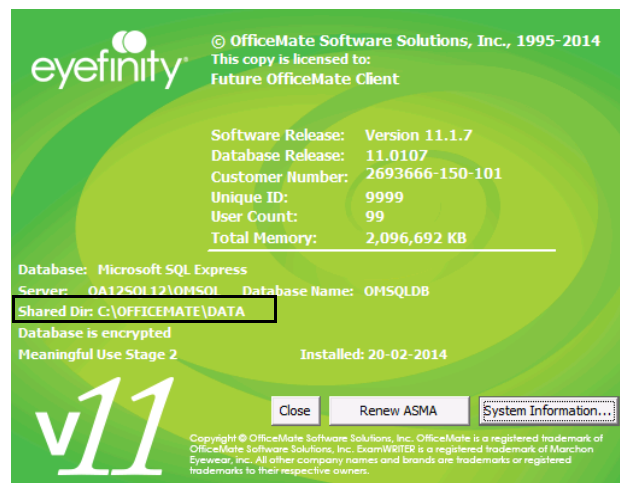 eyefinity
© OfficeMate Software Solutions, Inc., 1995-2014
This copy is licensed to:
Future OfficeMate Client
Software Release: Version 11.1.7
Database Release: 11.0107
Customer Number: 2693666-150-101
Unique ID: 9999
User Count: 99
Total Memory: 2,096,692 KB
Database: Microsoft SQL Express
Server: QA12SQL12\OMSQL Database Name: OMSQLDB
Shared Dir: C:\OFFICEMATE\DATA
Database is encrypted
Meaningful Use Stage 2 Installed: 20-02-2014
v11
Close Renew ASMA System Information...
Copyright © OfficeMate Software Solutions, Inc. OfficeMate is a registered trademark of
OfficeMate Software Solutions, Inc. ExamWRITER is a registered trademark of Marchon
Eyewear, inc. All other company names and brands are trademarks or registered
trademarks to their respective owners.